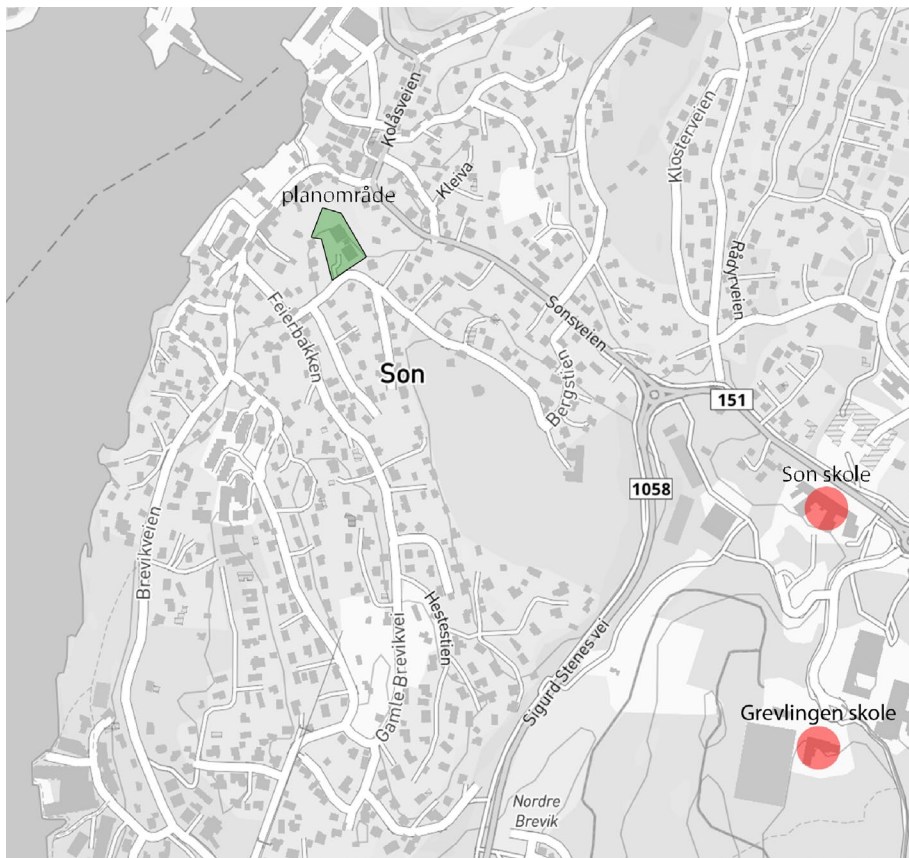 Kolåsveien
Klosterveien
Kleiva
planområde
Rådyrveien
Feierbakken
Sonsveien
Son
Bergstien
151
Son skole
1058
Brevikveien
Hestestien
Gamle Brevikvei
Sigurd Stenes vei
Grevlingen skole
Nordre
Brevik